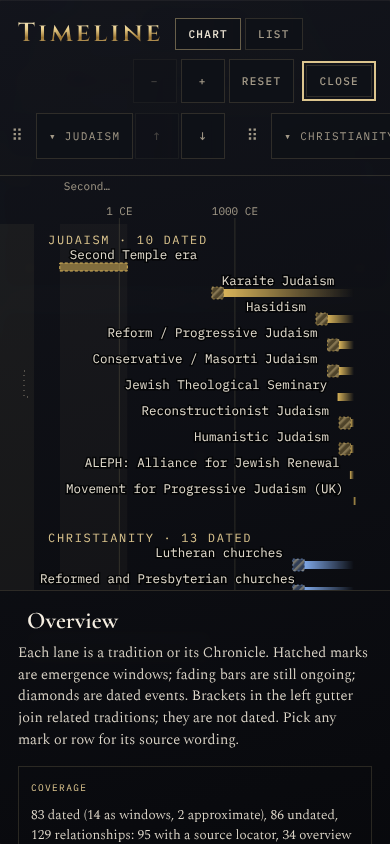 TIMELINE
CHART
LIST
−
+
RESET
CLOSE
▾ JUDAISM
↑
↓
▾ CHRISTIANITY
Second…
1 CE
1000 CE
JUDAISM · 10 DATED
Second Temple era
Karaite Judaism
Hasidism
Reform / Progressive Judaism
Conservative / Masorti Judaism
Jewish Theological Seminary
Reconstructionist Judaism
Humanistic Judaism
ALEPH: Alliance for Jewish Renewal
Movement for Progressive Judaism (UK)
CHRISTIANITY · 13 DATED
Lutheran churches
Reformed and Presbyterian churches
Overview
Each lane is a tradition or its Chronicle. Hatched marks
are emergence windows; fading bars are still ongoing;
diamonds are dated events. Brackets in the left gutter
join related traditions; they are not dated. Pick any
mark or row for its source wording.
COVERAGE
83 dated (14 as windows, 2 approximate), 86 undated,
129 relationships: 95 with a source locator, 34 overview